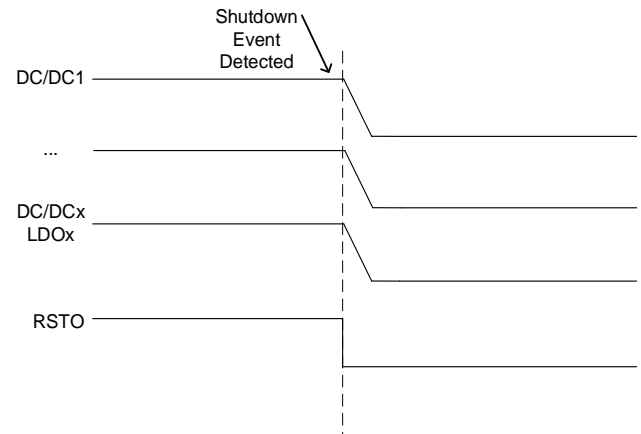 Shutdown
Event
Detected
DC/DC1
...
DC/DCx
LDOx
RSTO